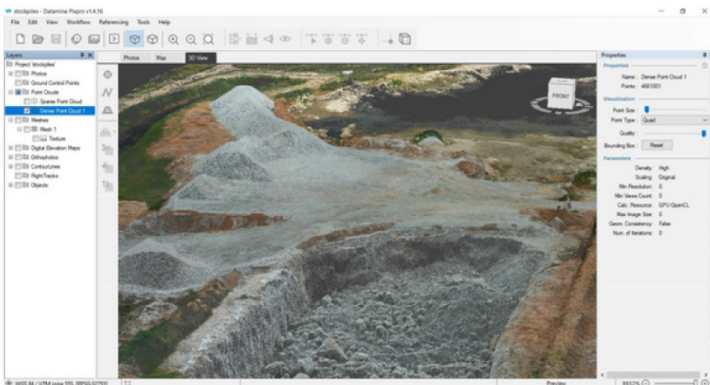 stockpiles - Datamine Pixpro v1.4.16
File Edit View Workflow Referencing Tools Help
Layers
Photos Map 3D View
Project 'stockpiles'
Photos
Ground Control Points
Point Clouds
Sparse Point Cloud
Dense Point Cloud 1
Meshes
Mesh 1
Texture
Digital Elevation Maps
Orthophotos
ContourLines
FlightTracks
Objects
FRONT
Properties
Properties
Name : Dense Point Cloud 1
Points : 4661001
Visualization
Point Size :
Point Type : Quad
Quality :
Bounding Box : Reset
Parameters
Density: High
Scaling: Original
Min Resolution: 0
Min Views Count: 0
Calc. Resource: GPU OpenCL
Max Image Size: 0
Geom. Consistency: False
Num. of Iterations: 0
Preview